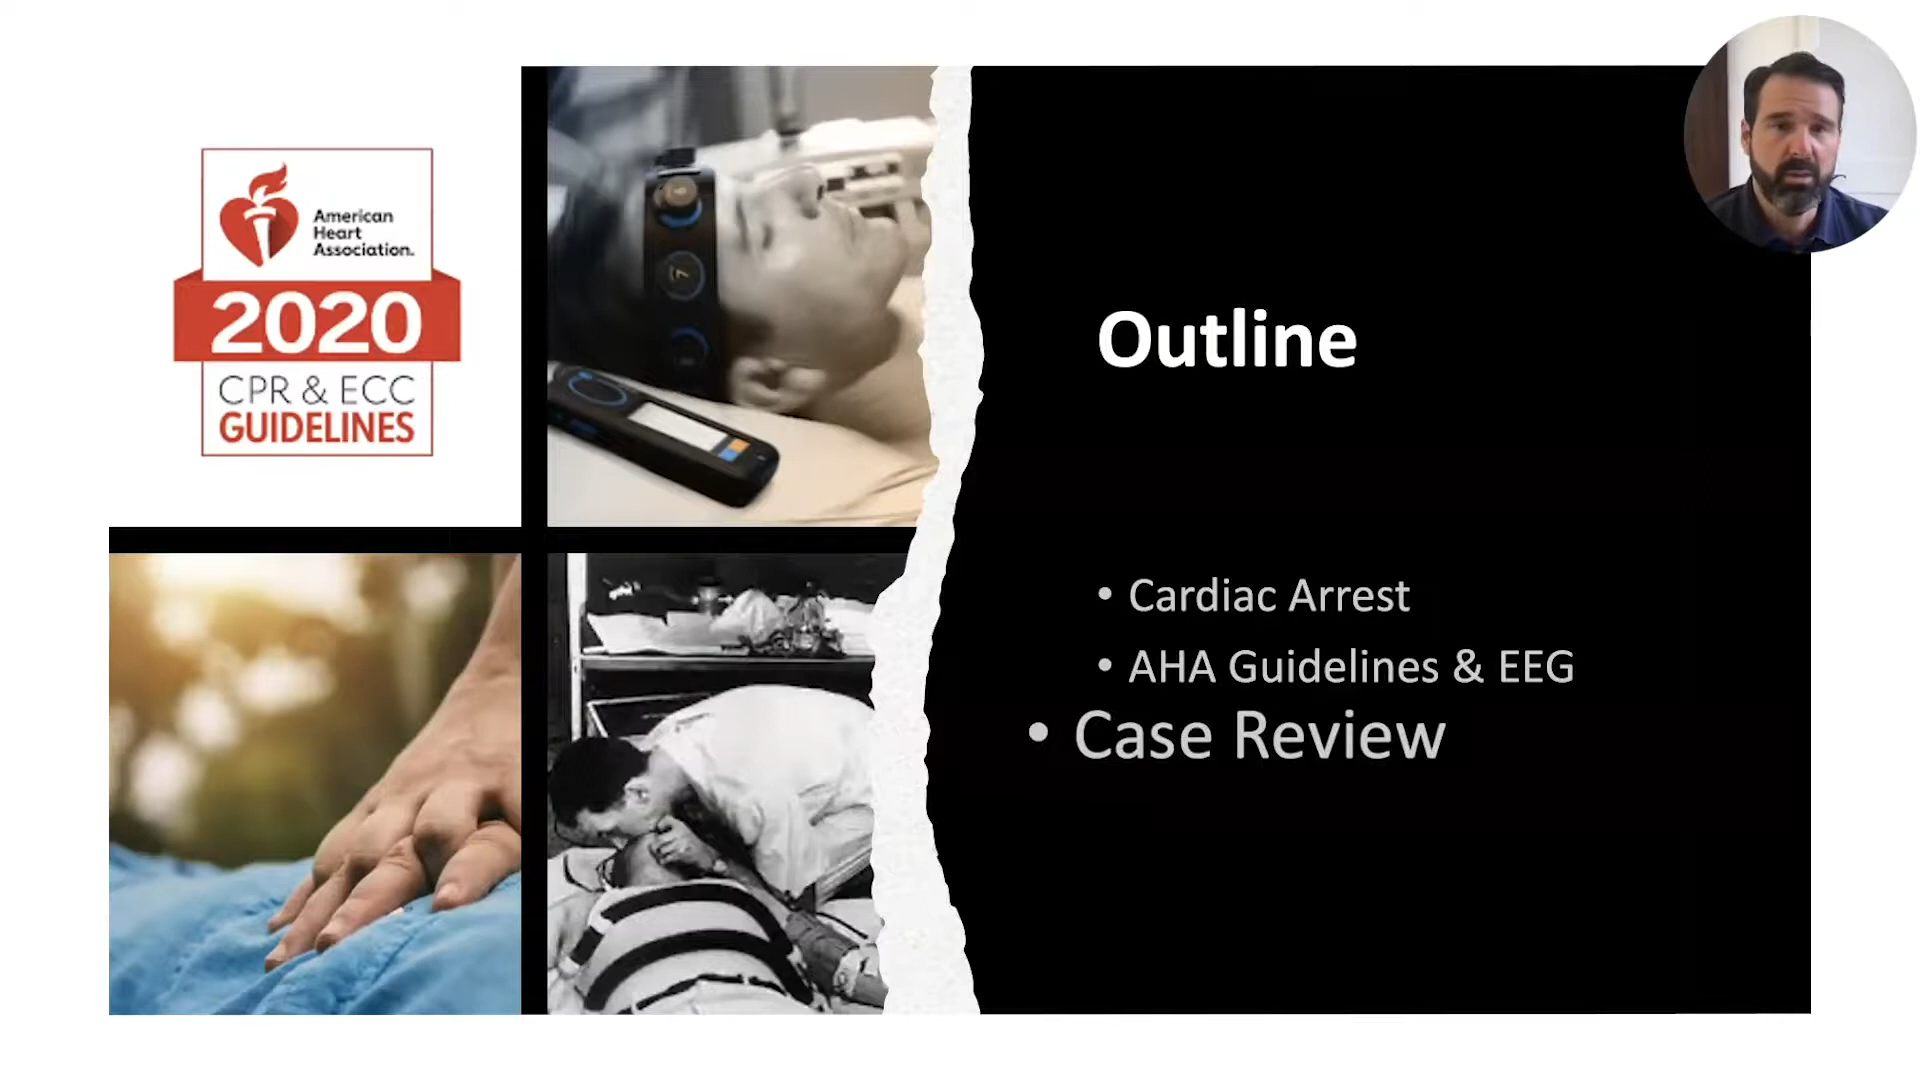 American
Heart
Association.
2020
CPR & ECC
GUIDELINES
Outline
• Cardiac Arrest
• AHA Guidelines & EEG
• Case Review